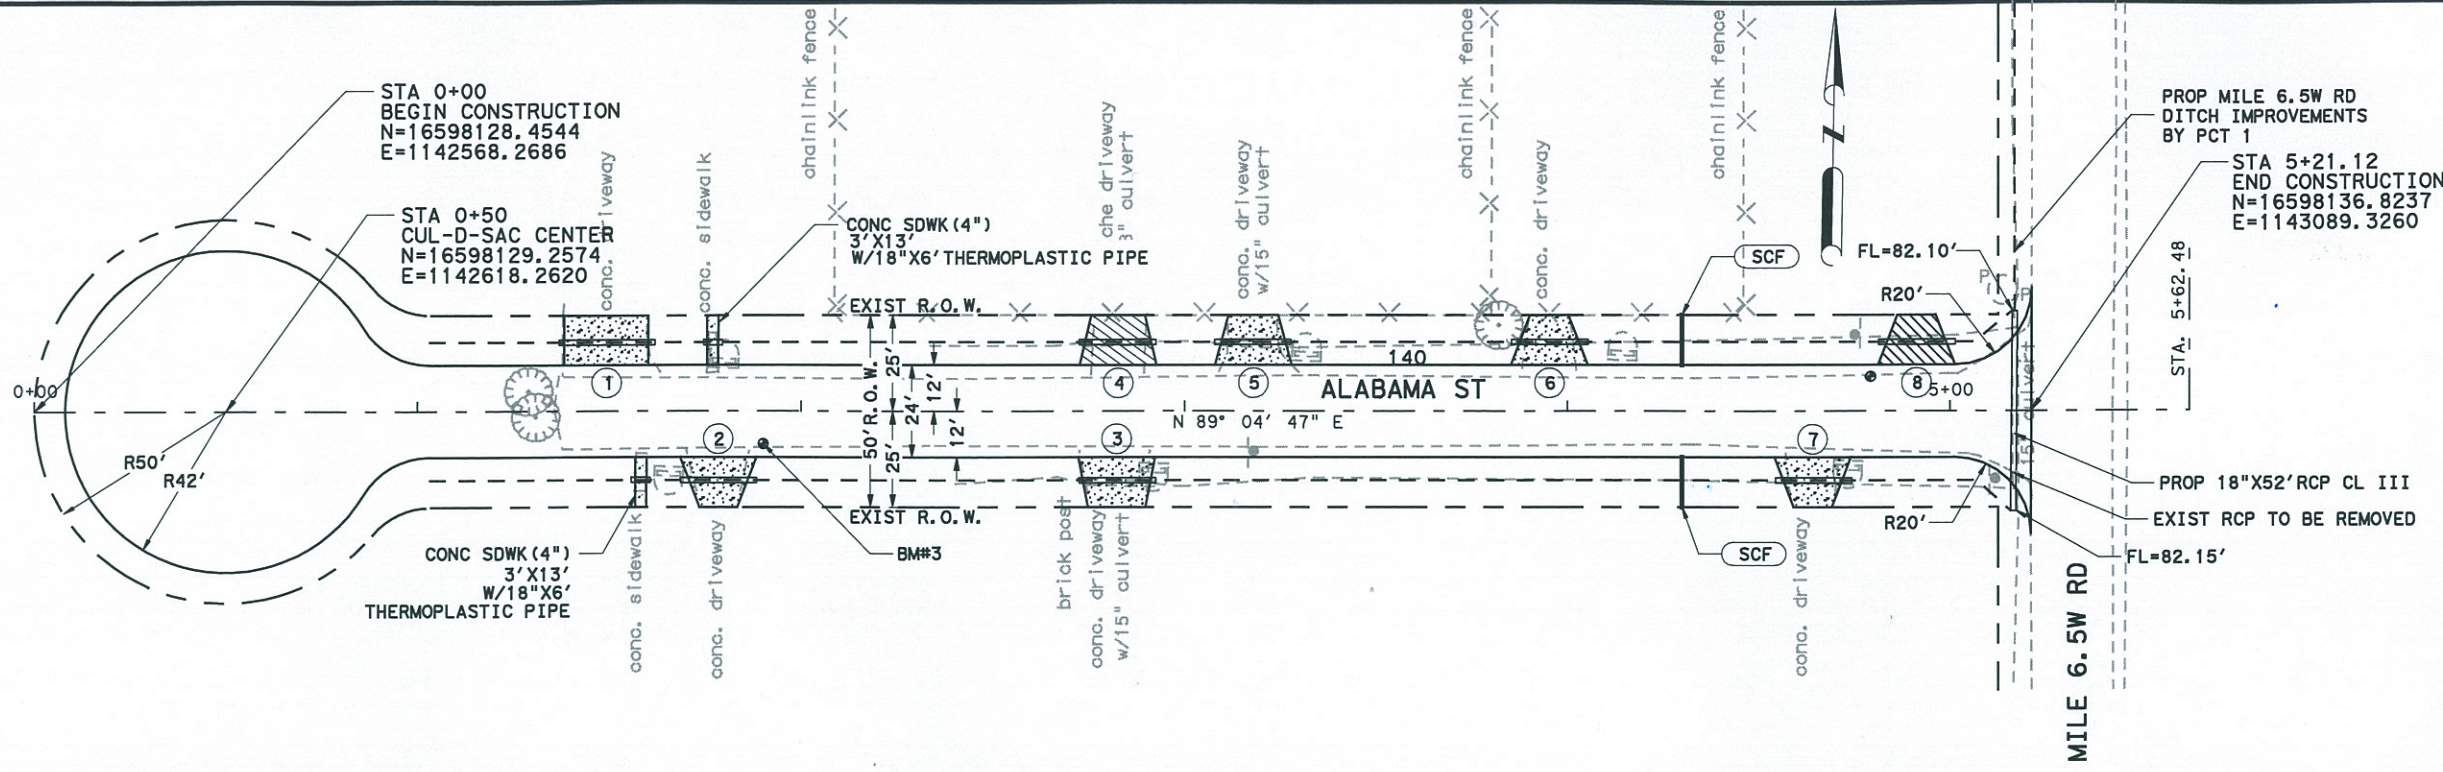 STA 0+00
BEGIN CONSTRUCTION
N=16598128.4544
E=1142568.2686
STA 0+50
CUL-D-SAC CENTER
N=16598129.2574
E=1142618.2620
conc. driveway
conc. sidewalk
chainlink fence
CONC SDWK(4")
3'X13'
W/18"X6' THERMOPLASTIC PIPE
che driveway
3" culvert
conc. driveway
w/15" culvert
chainlink fence
conc. driveway
chainlink fence
SCF
N
FL=82.10'
R20'
P
P
PROP MILE 6.5W RD
DITCH IMPROVEMENTS
BY PCT 1
STA 5+21.12
END CONSTRUCTION
N=16598136.8237
E=1143089.3260
STA. 5+62.48
EXIST R.O.W.
0+00
1
4
5
140
ALABAMA ST
6
8
5+00
culvert
15"
50' R.O.W.
25'
25'
24'
12'
12'
N 89° 04' 47" E
R50'
R42'
2
3
7
EXIST R.O.W.
BM#3
CONC SDWK(4")
3'X13'
W/18"X6'
THERMOPLASTIC PIPE
conc. sidewalk
conc. driveway
brick post
conc. driveway
w/15" culvert
SCF
conc. driveway
R20'
PROP 18"X52' RCP CL III
EXIST RCP TO BE REMOVED
FL=82.15'
MILE 6.5W RD